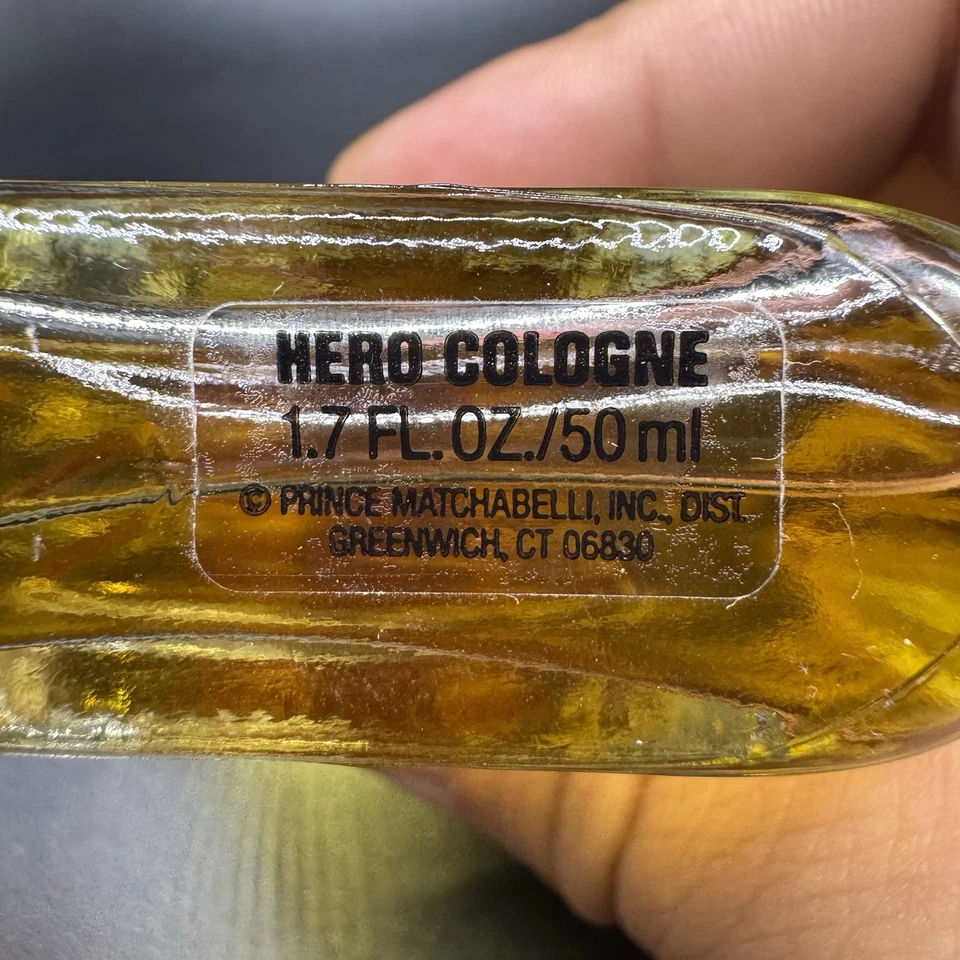 HERO COLOGNE
1.7 FL. OZ./50 ml
© PRINCE MATCHABELLI, INC., DIST.
GREENWICH, CT 06830